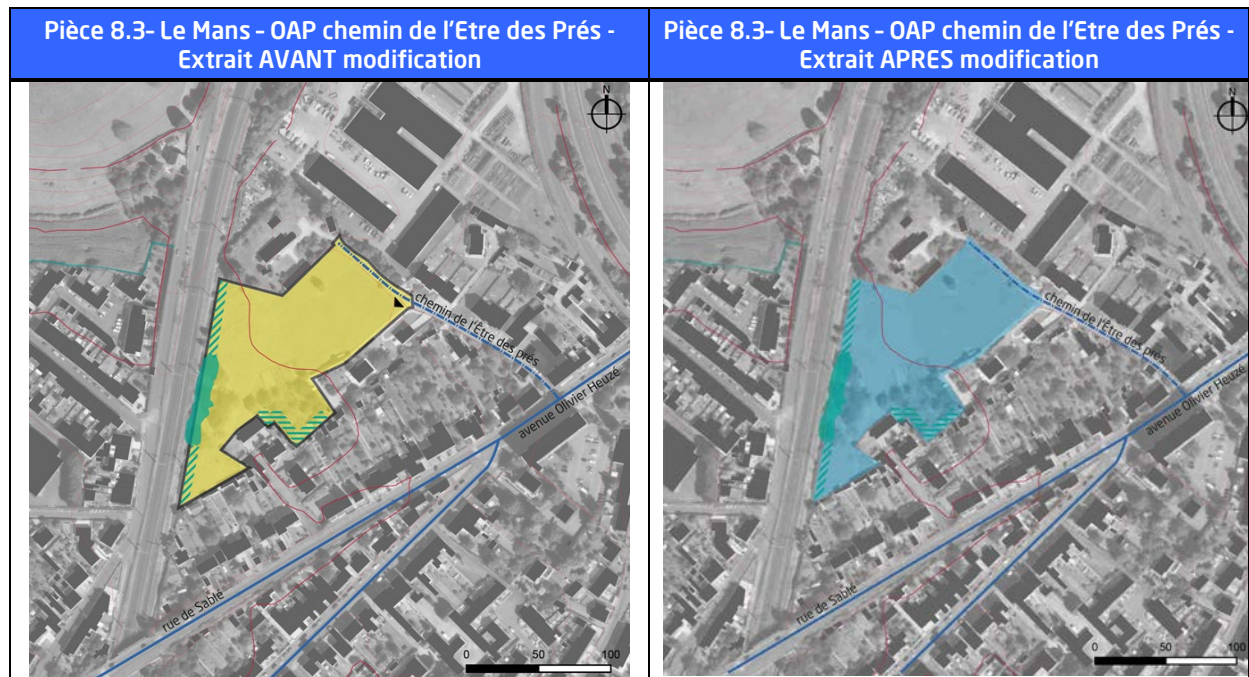 Pièce 8.3- Le Mans - OAP chemin de l'Etre des Prés -
Extrait AVANT modification
Pièce 8.3- Le Mans - OAP chemin de l'Etre des Prés -
Extrait APRES modification
N
chemin de l'Être des prés
avenue Olivier Heuzé
rue de Sablé
0 50 100
N
chemin de l'Être des prés
avenue Olivier Heuzé
rue de Sablé
0 50 100